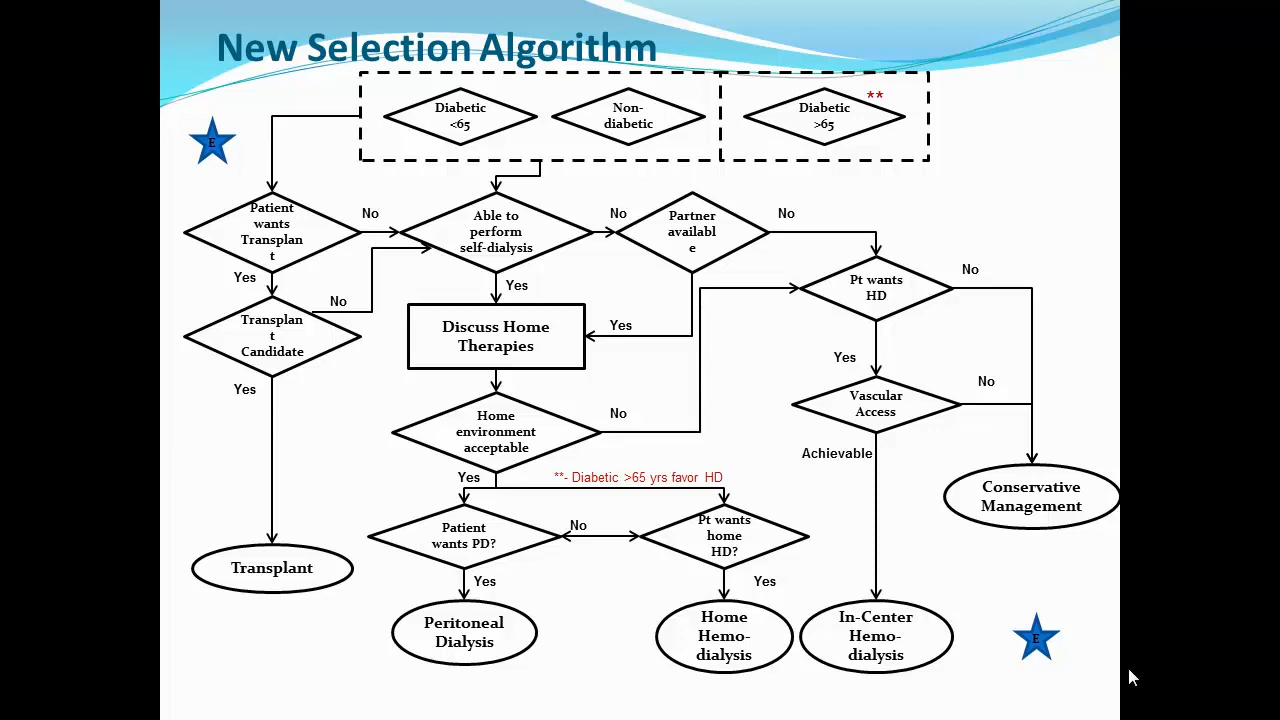 New Selection Algorithm
Diabetic
<65
Non-
diabetic
Diabetic
>65
**
E
Patient
wants
Transplan
t
No
Able to
perform
self-dialysis
No
Partner
availabl
e
No
Pt wants
HD
No
Yes
Transplan
t
Candidate
No
Yes
Discuss Home
Therapies
Yes
Yes
Vascular
Access
No
Yes
Home
environment
acceptable
No
Achievable
Conservative
Management
Yes
**- Diabetic >65 yrs favor HD
Patient
wants PD?
No
Pt wants
home
HD?
Transplant
Yes
Yes
Peritoneal
Dialysis
Home
Hemo-
dialysis
In-Center
Hemo-
dialysis
E